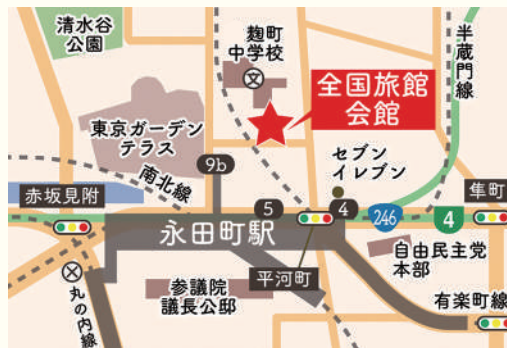 清水谷
公園
麹町
中学校
文
半蔵門線
全国旅館
会館
東京ガーデン
テラス
9b
南北線
セブン
イレブン
赤坂見附
5
4
246
4
隼町
永田町駅
自由民主党
本部
平河町
参議院
議長公邸
丸の内線
有楽町線